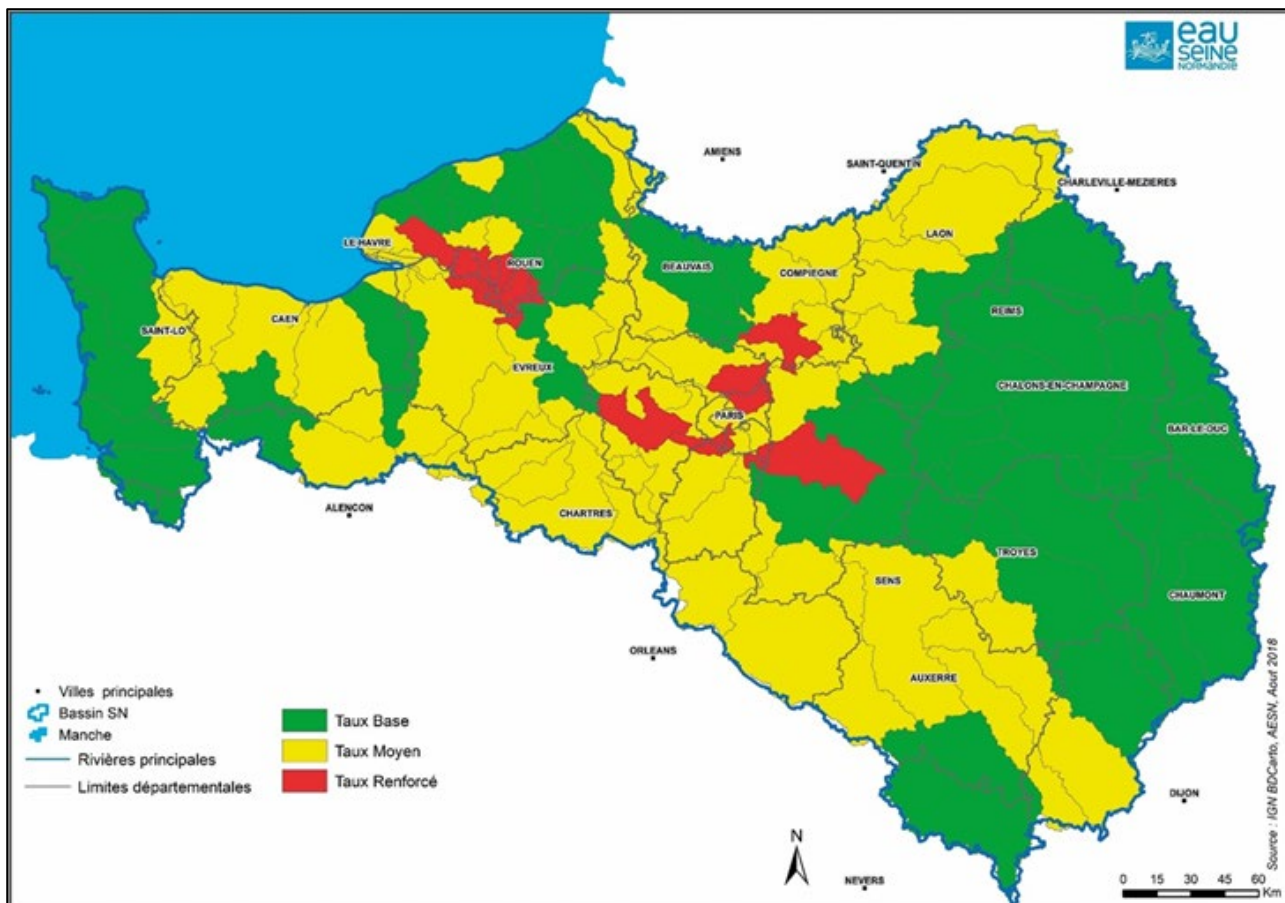 eau
SEINE
NORMANDIE
AMIENS
SAINT-QUENTIN
CHARLEVILLE-MEZIERES
LAON
LE-HAVRE
ROUEN
BEAUVAIS
COMPIEGNE
REIMS
SAINT-LO
CAEN
EVREUX
CHALONS-EN-CHAMPAGNE
PARIS
BAR-LE-DUC
ALENCON
CHARTRES
TROYES
SENS
CHAUMONT
ORLEANS
AUXERRE
DIJON
NEVERS
Villes principales
Bassin SN
Manche
Rivières principales
Limites départementales
Taux Base
Taux Moyen
Taux Renforcé
N
0 15 30 45 60
Km
Source : IGN BDCarto, AESN, Aout 2018